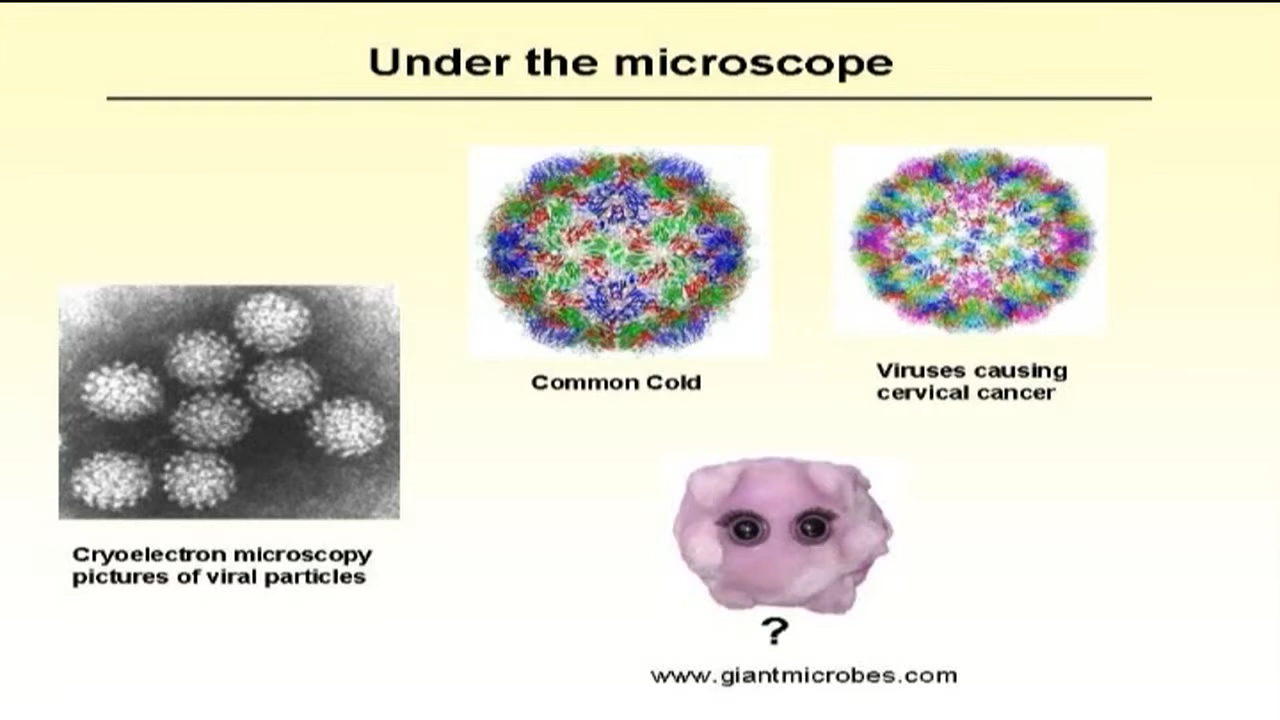 Under the microscope
Common Cold
Viruses causing
cervical cancer
Cryoelectron microscopy
pictures of viral particles
?
www.giantmicrobes.com